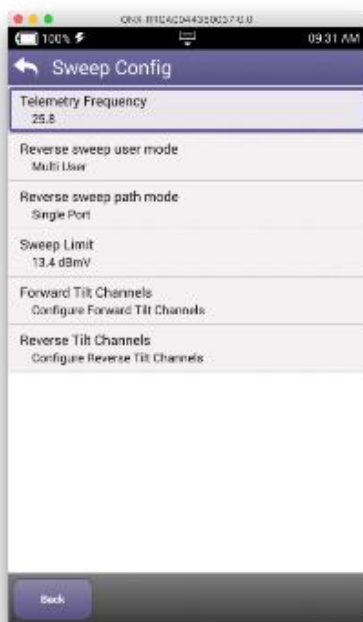 100%
09:31 AM
Sweep Config
Telemetry Frequency
25.8
Reverse sweep user mode
Multi User
Reverse sweep path mode
Single Port
Sweep Limit
13.4 dBmV
Forward Tilt Channels
Configure Forward Tilt Channels
Reverse Tilt Channels
Configure Reverse Tilt Channels
Back